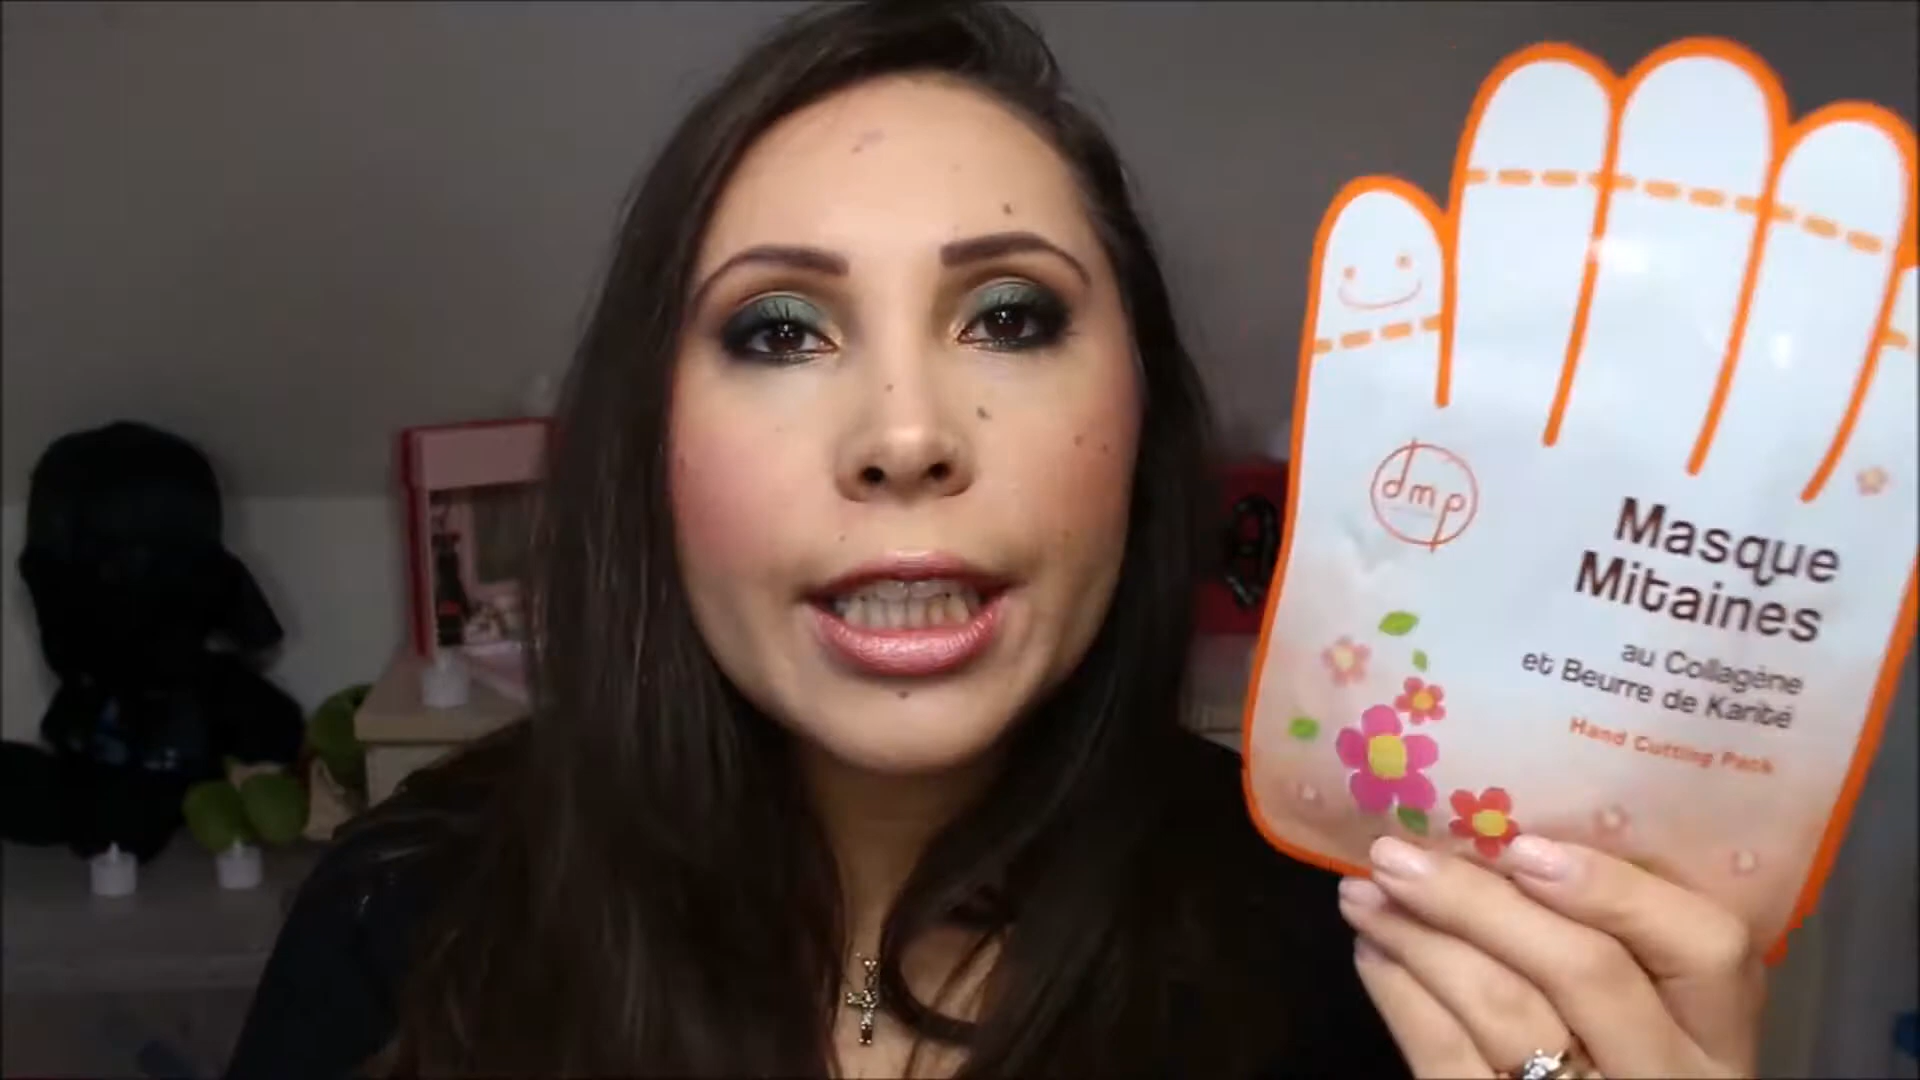 dmp
Masque
Mitaines
au Collagène
et Beurre de Karité
Hand Cutting Pack